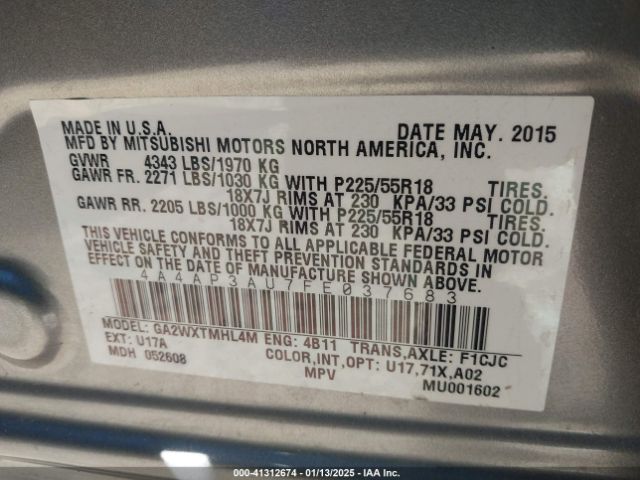 MADE IN U.S.A. DATE MAY. 2015
MFD BY MITSUBISHI MOTORS NORTH AMERICA, INC.
GVWR 4343 LBS/1970 KG
GAWR FR. 2271 LBS/1030 KG WITH P225/55R18 TIRES.
18X7J RIMS AT 230 KPA/33 PSI COLD.
GAWR RR. 2205 LBS/1000 KG WITH P225/55R18 TIRES.
18X7J RIMS AT 230 KPA/33 PSI COLD.
THIS VEHICLE CONFORMS TO ALL APPLICABLE FEDERAL MOTOR
VEHICLE SAFETY AND THEFT PREVENTION STANDARDS IN
EFFECT ON THE DATE OF MANUFACTURE SHOWN ABOVE.
4A4AP3AU7FE037683
MODEL: GA2WXTMHL4M ENG: 4B11 TRANS,AXLE: F1CJC
EXT: U17A COLOR,INT,OPT: U17,71X,A02
MDH 052608 MPV MU001602
000-41312674 | 01/13/2025 - IAA Inc.